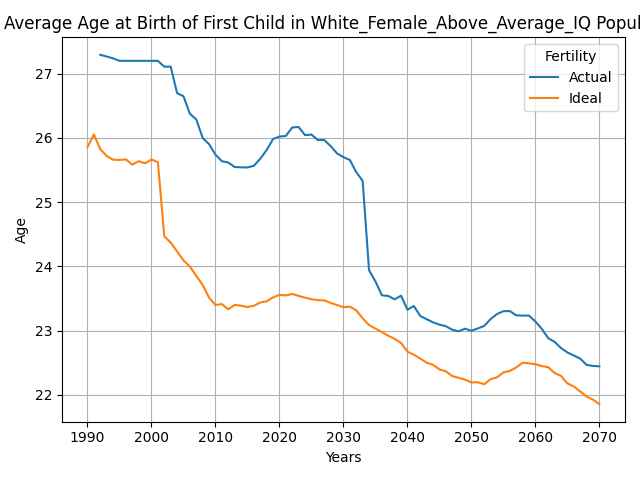 Average Age at Birth of First Child in White_Female_Above_Average_IQ Popul
Fertility
Actual
Ideal
27
26
25
24
23
22
Age
1990 2000 2010 2020 2030 2040 2050 2060 2070
Years